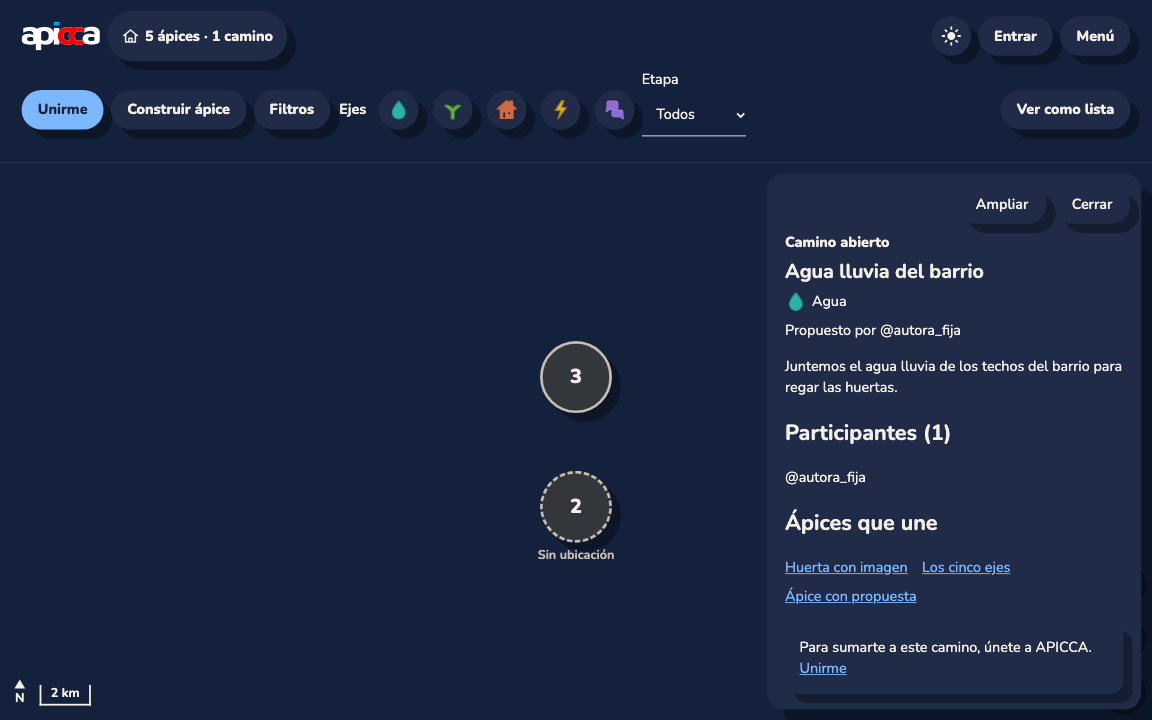 apicca
5 ápices · 1 camino
Entrar
Menú
Unirme
Construir ápice
Filtros
Ejes
Etapa
Todos
Ver como lista
3
2
Sin ubicación
N
2 km
Ampliar
Cerrar
Camino abierto
Agua lluvia del barrio
Agua
Propuesto por @autora_fija
Juntemos el agua lluvia de los techos del barrio para
regar las huertas.
Participantes (1)
@autora_fija
Ápices que une
Huerta con imagen Los cinco ejes
Ápice con propuesta
Para sumarte a este camino, únete a APICCA.
Unirme